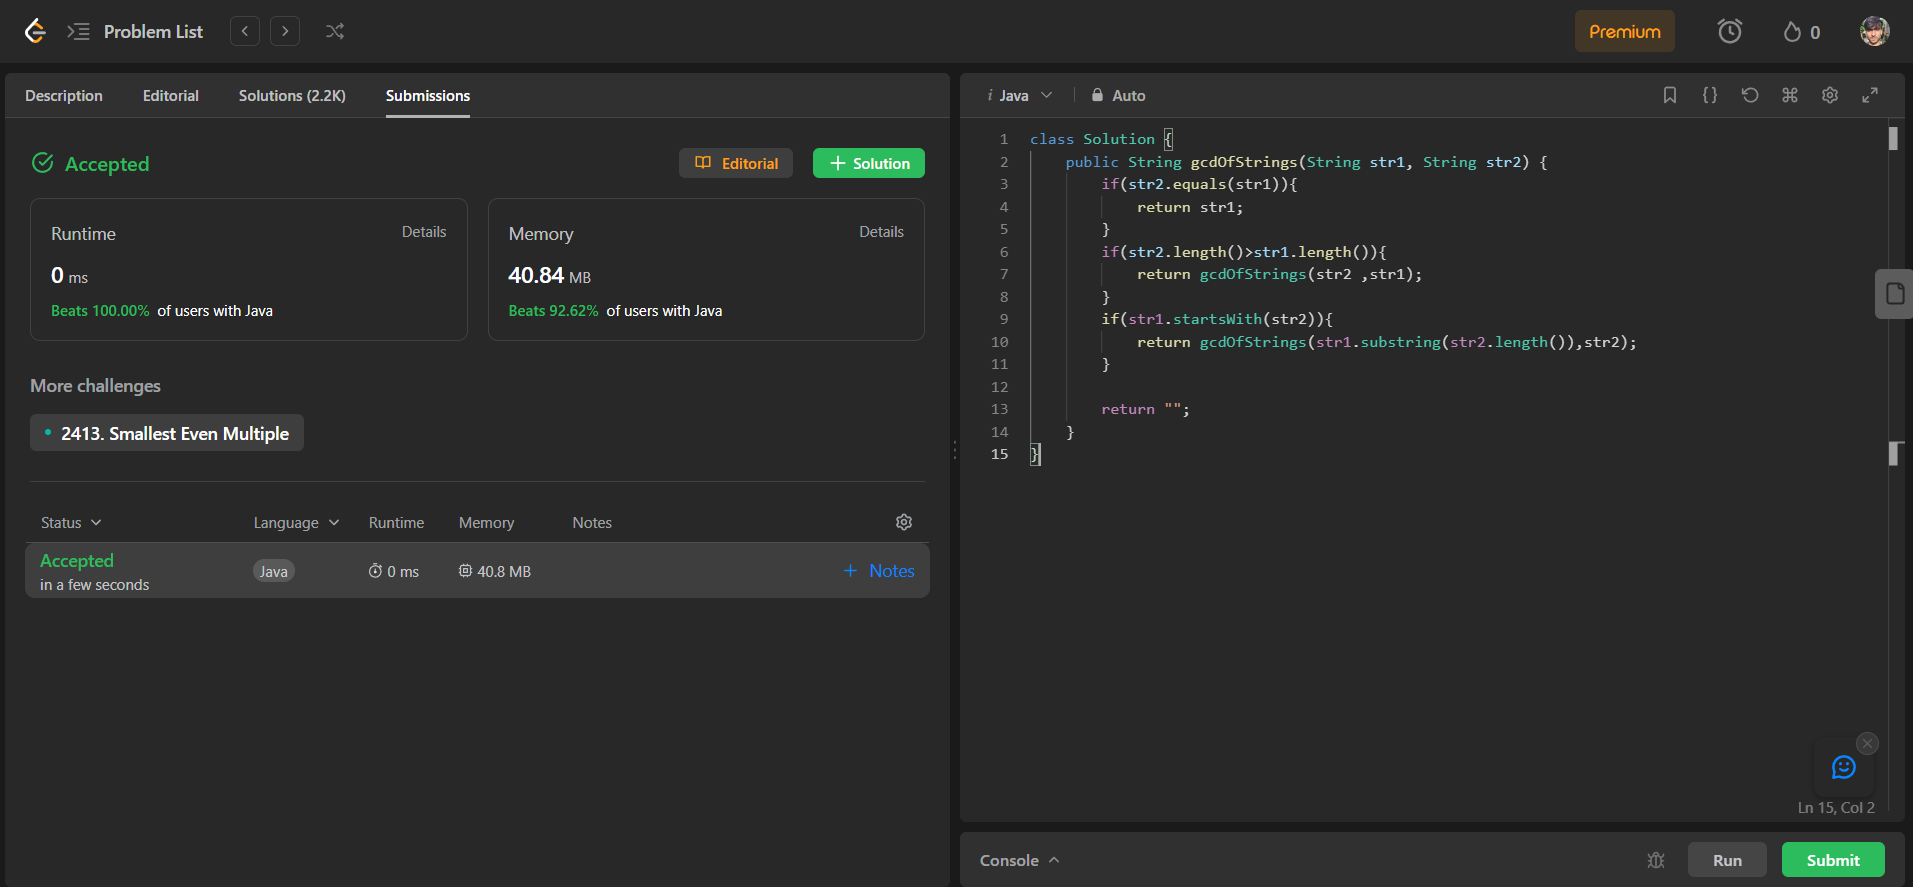 Problem List
Premium
0
Description Editorial Solutions (2.2K) Submissions
Accepted
Editorial
Solution
Runtime Details
0 ms
Beats 100.00% of users with Java
Memory Details
40.84 MB
Beats 92.62% of users with Java
More challenges
2413. Smallest Even Multiple
Status Language Runtime Memory Notes
Accepted
in a few seconds
Java
0 ms
40.8 MB
+ Notes
i Java Auto
1 class Solution {
2 public String gcdOfStrings(String str1, String str2) {
3 if(str2.equals(str1)){
4 return str1;
5 }
6 if(str2.length()>str1.length()){
7 return gcdOfStrings(str2 ,str1);
8 }
9 if(str1.startsWith(str2)){
10 return gcdOfStrings(str1.substring(str2.length()),str2);
11 }
12
13 return "";
14 }
15 }
Ln 15, Col 2
Console
Run
Submit